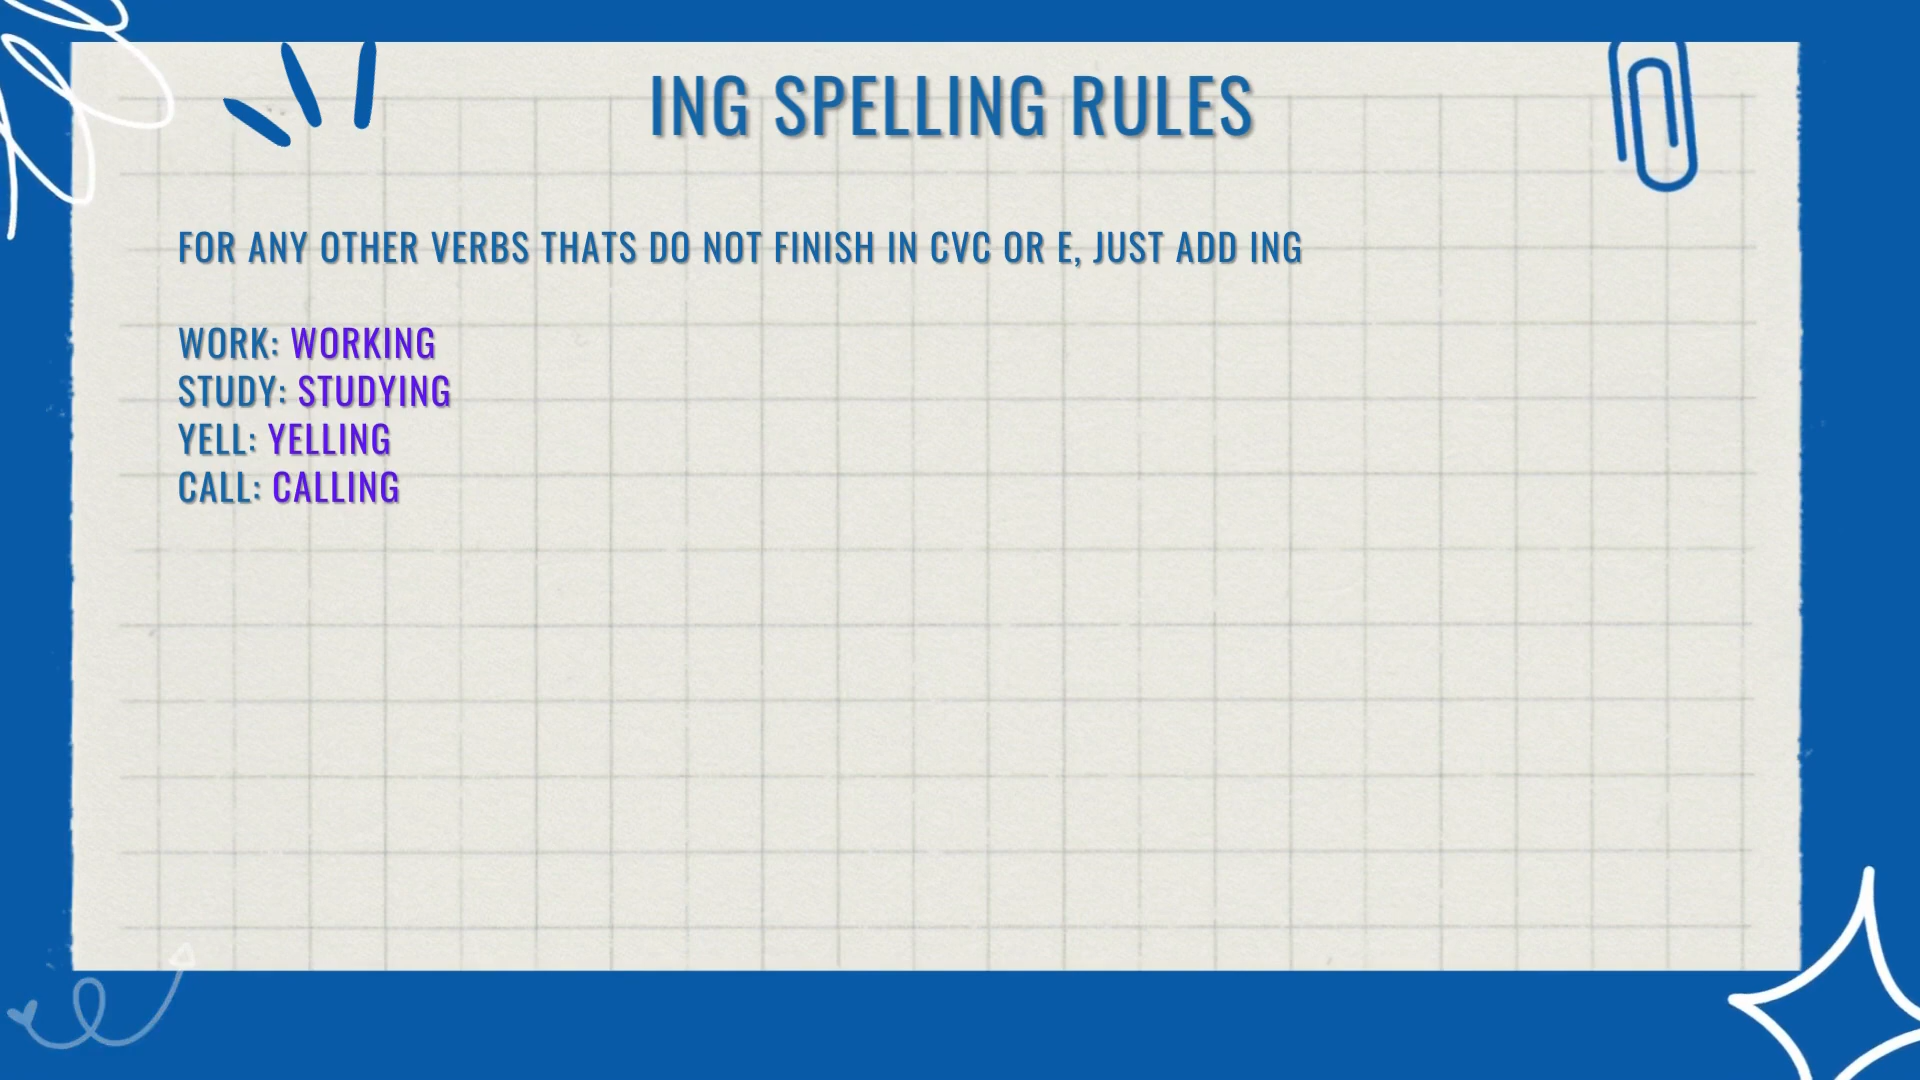 ING SPELLING RULES
FOR ANY OTHER VERBS THATS DO NOT FINISH IN CVC OR E, JUST ADD ING
WORK: WORKING
STUDY: STUDYING
YELL: YELLING
CALL: CALLING